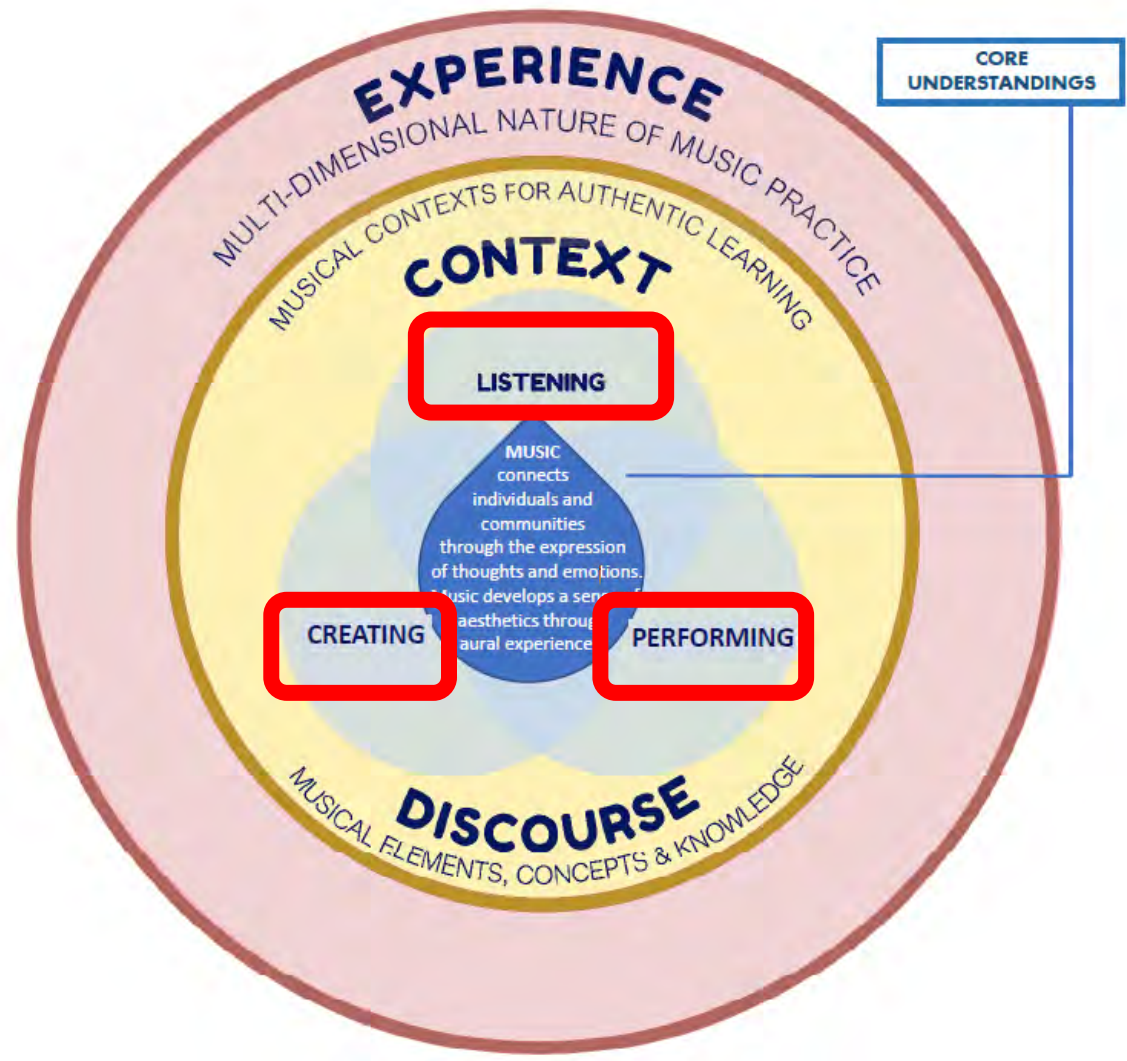 EXPERIENCE
MULTI-DIMENSIONAL NATURE OF MUSIC PRACTICE
CORE
UNDERSTANDINGS
MUSICAL CONTEXTS FOR AUTHENTIC LEARNING
CONTEXT
LISTENING
MUSIC
connects
individuals and
communities
through the expression
of thoughts and emotions.
Music develops a
aesthetics
aural experience
CREATING
PERFORMING
DISCOURSE
MUSICAL ELEMENTS, CONCEPTS & KNOWLEDGE